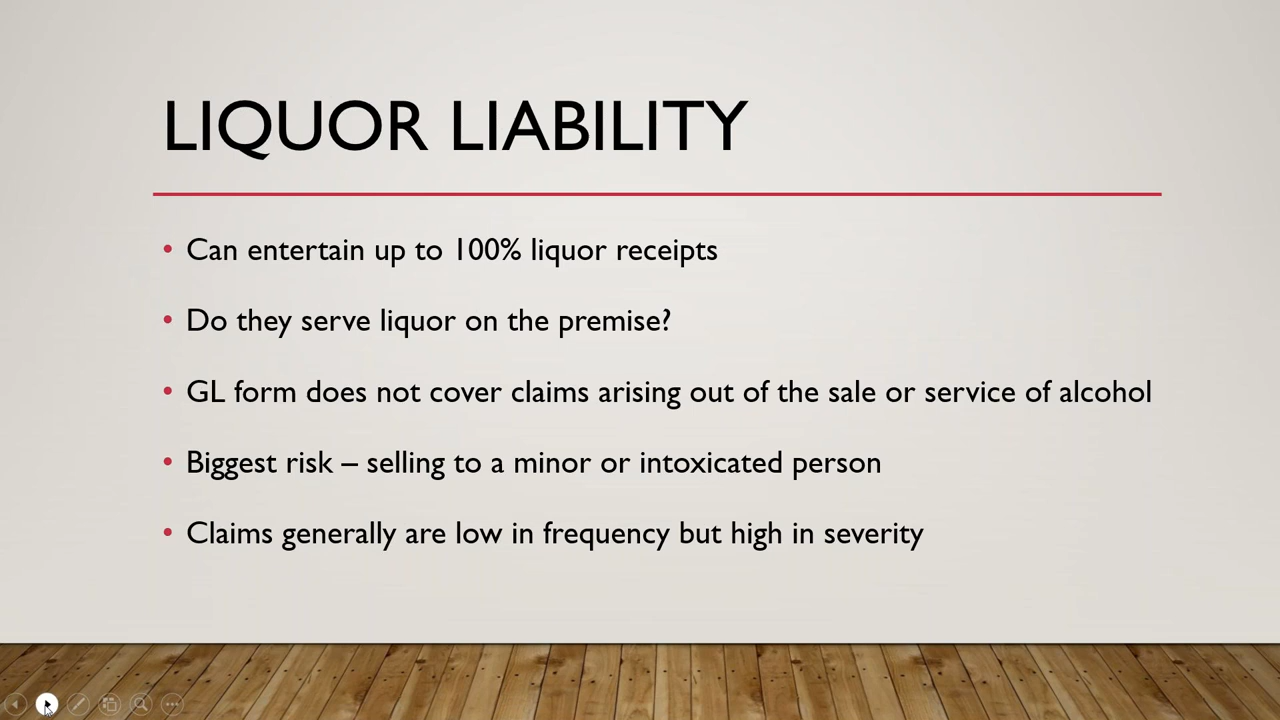 LIQUOR LIABILITY
• Can entertain up to 100% liquor receipts
• Do they serve liquor on the premise?
• GL form does not cover claims arising out of the sale or service of alcohol
• Biggest risk – selling to a minor or intoxicated person
• Claims generally are low in frequency but high in severity